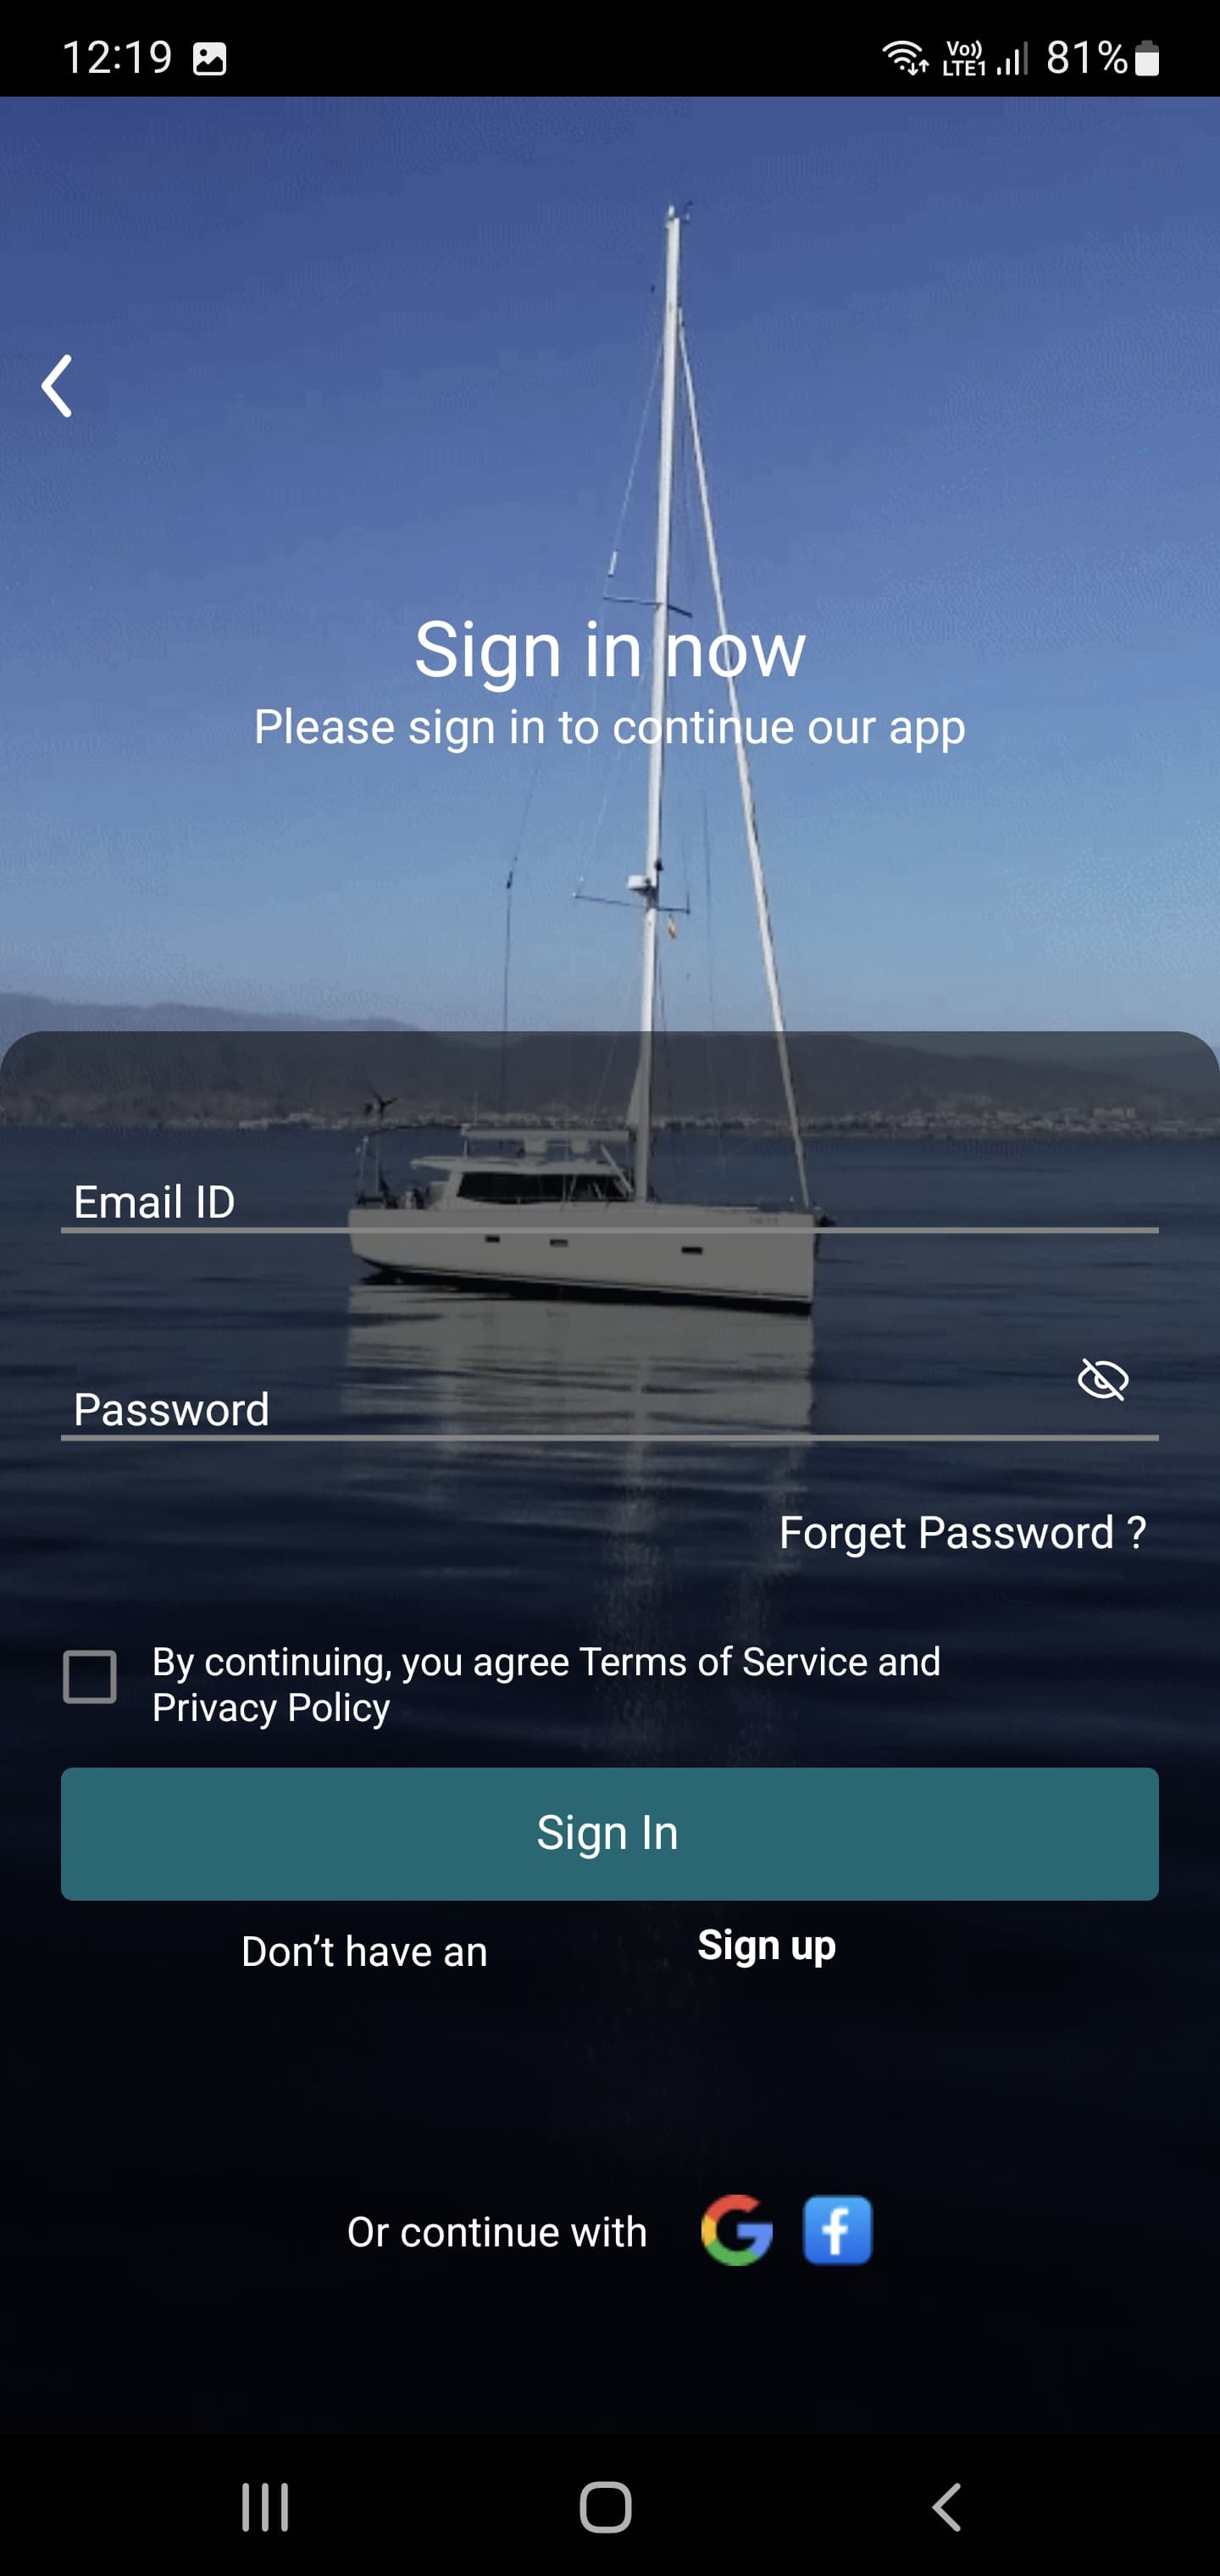 12:19
Vo)) LTE1 81%
Sign in now
Please sign in to continue our app
Email ID
Password
Forget Password ?
By continuing, you agree Terms of Service and
Privacy Policy
Sign In
Don’t have an Sign up
Or continue with